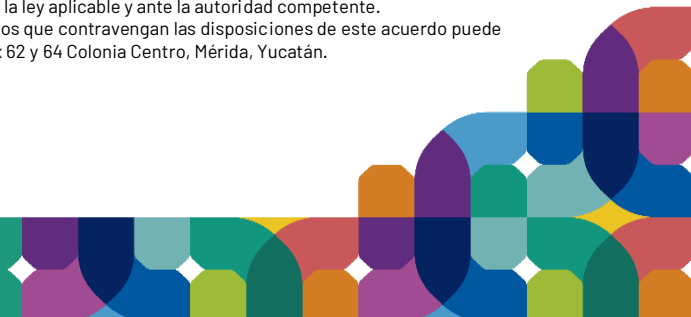 la ley aplicable y ante la autoridad competente.
os que contravengan las disposiciones de este acuerdo puede
x 62 y 64 Colonia Centro, Mérida, Yucatán.